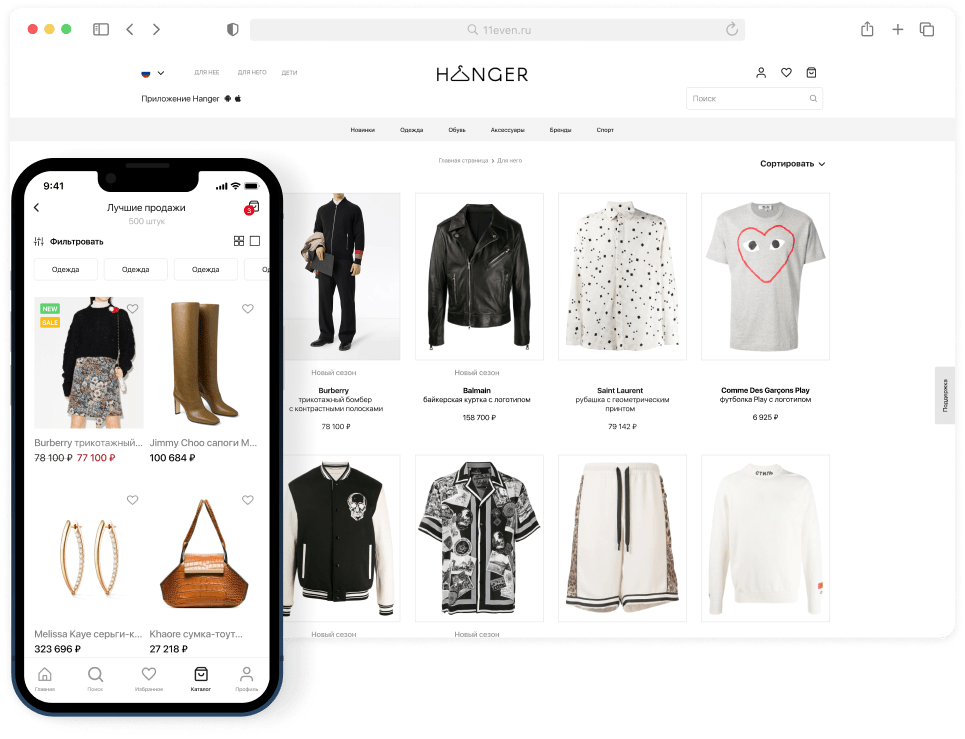 11even.ru
ДЛЯ НЕЕ ДЛЯ НЕГО ДЕТИ
HANGER
Приложение Hanger
Поиск
Новинки Одежда Обувь Аксессуары Бренды Спорт
Главная страница > Для него
Сортировать
Новый сезон
Burberry
трикотажный бомбер
с контрастными полосками
78 100 ₽
Новый сезон
Balmain
байкерская куртка с логотипом
158 700 ₽
Saint Laurent
рубашка с геометрическим
принтом
79 142 ₽
Comme Des Garçons Play
футболка Play с логотипом
6 925 ₽
Поддержка
стиль
Новый сезон
Новый сезон
9:41
Лучшие продажи
500 штук
3
Фильтровать
Одежда Одежда Одежда Од
NEW
SALE
Burberry трикотажный...
78 100 ₽ 77 100 ₽
Jimmy Choo сапоги M...
100 684 ₽
Melissa Kaye серьги-к...
323 696 ₽
Khaore сумка-тоут...
27 218 ₽
Главная Поиск Избранное Каталог Профиль